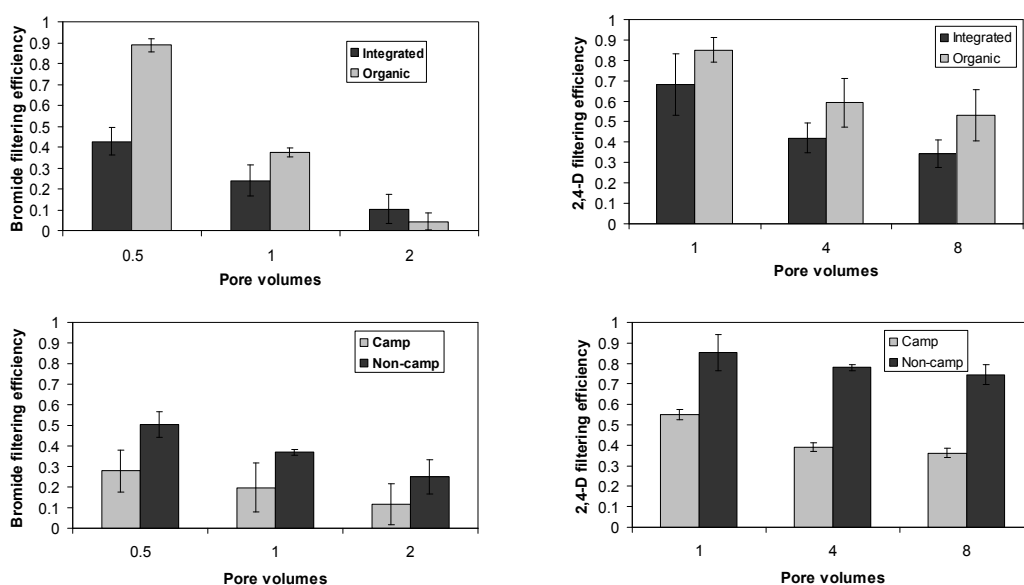 Bromide filtering efficiency
1
0.9
0.8
0.7
0.6
0.5
0.4
0.3
0.2
0.1
0
Integrated
Organic
0.5 1 2
Pore volumes
2,4-D filtering efficiency
1
0.9
0.8
0.7
0.6
0.5
0.4
0.3
0.2
0.1
0
Integrated
Organic
1 4 8
Pore volumes
Bromide filtering efficiency
1
0.9
0.8
0.7
0.6
0.5
0.4
0.3
0.2
0.1
0
Camp
Non-camp
0.5 1 2
Pore volumes
2,4-D filtering efficiency
1
0.9
0.8
0.7
0.6
0.5
0.4
0.3
0.2
0.1
0
Camp
Non-camp
1 4 8
Pore volumes